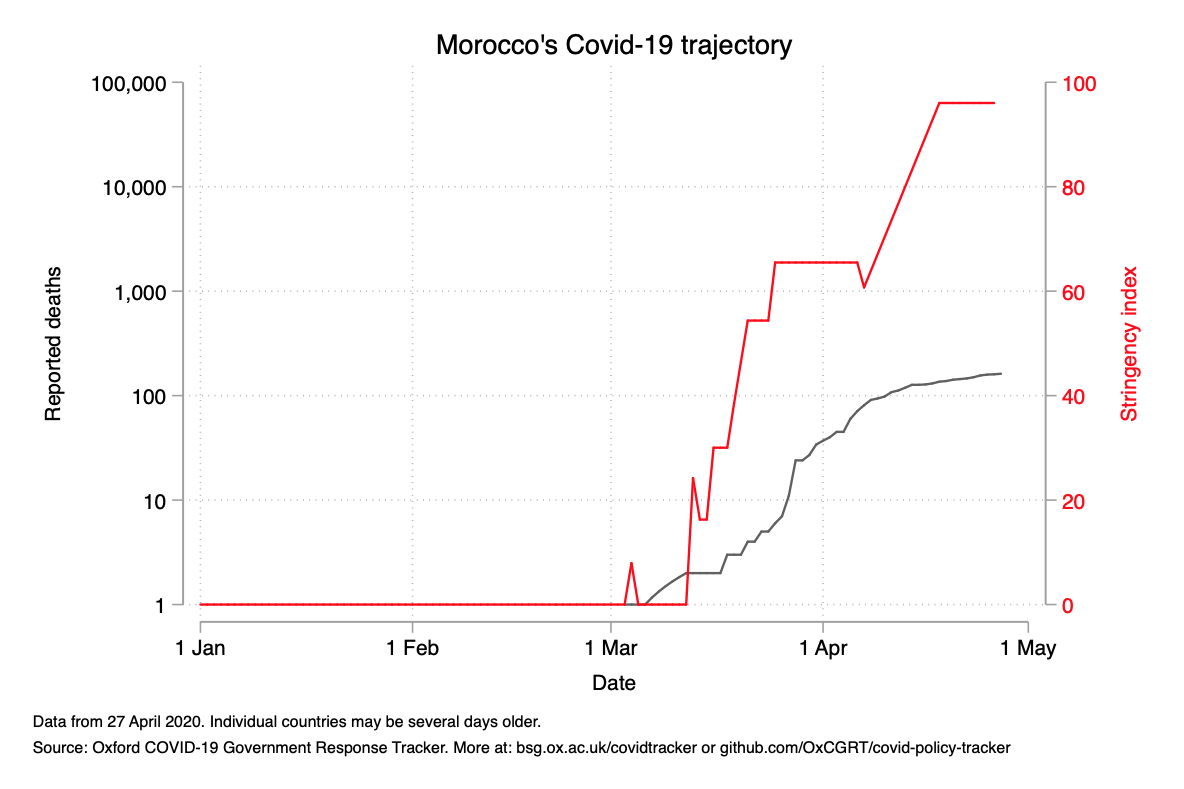 Morocco's Covid-19 trajectory
100,000
10,000
1,000
100
10
1
Reported deaths
100
80
60
40
20
0
Stringency index
1 Jan
1 Feb
1 Mar
1 Apr
1 May
Date
Data from 27 April 2020. Individual countries may be several days older.
Source: Oxford COVID-19 Government Response Tracker. More at: bsg.ox.ac.uk/covidtracker or github.com/OxCGRT/covid-policy-tracker